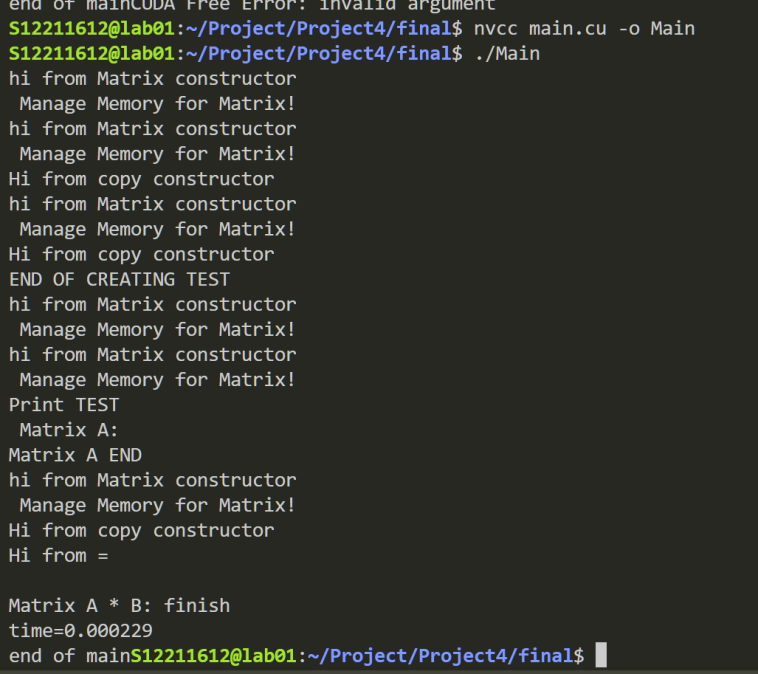 end of mainCUDA Free Error: invalid argument
S12211612@lab01:~/Project/Project4/final$ nvcc main.cu -o Main
S12211612@lab01:~/Project/Project4/final$ ./Main
hi from Matrix constructor
 Manage Memory for Matrix!
hi from Matrix constructor
 Manage Memory for Matrix!
Hi from copy constructor
hi from Matrix constructor
 Manage Memory for Matrix!
Hi from copy constructor
END OF CREATING TEST
hi from Matrix constructor
 Manage Memory for Matrix!
hi from Matrix constructor
 Manage Memory for Matrix!
Print TEST
 Matrix A:
Matrix A END
hi from Matrix constructor
 Manage Memory for Matrix!
Hi from copy constructor
Hi from =
Matrix A * B: finish
time=0.000229
end of mainS12211612@lab01:~/Project/Project4/final$